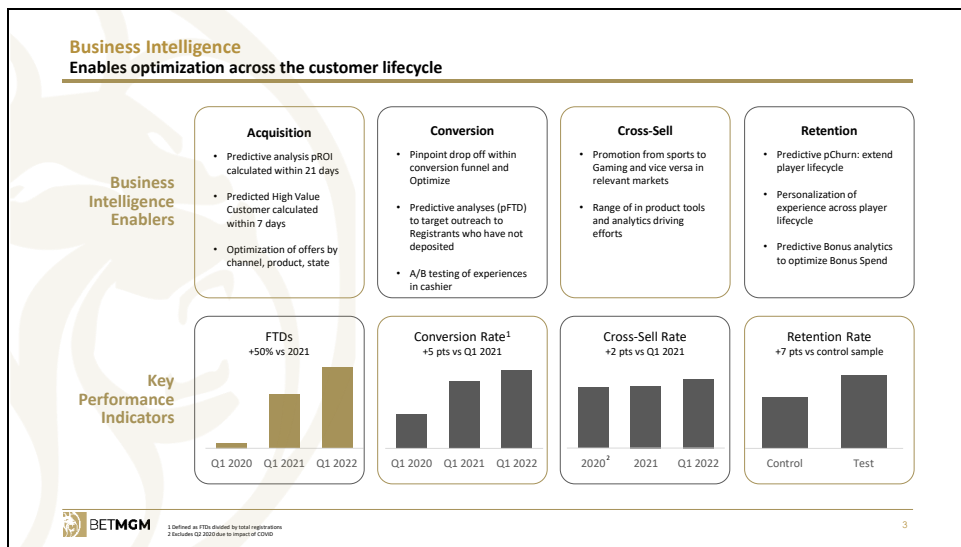 Business Intelligence
Enables optimization across the customer lifecycle
Business
Intelligence
Enablers
Acquisition
• Predictive analysis pROI
calculated within 21 days
• Predicted High Value
Customer calculated
within 7 days
• Optimization of offers by
channel, product, state
Conversion
• Pinpoint drop off within
conversion funnel and
Optimize
• Predictive analyses (pFTD)
to target outreach to
Registrants who have not
deposited
• A/B testing of experiences
in cashier
Cross-Sell
• Promotion from sports to
Gaming and vice versa in
relevant markets
• Range of in product tools
and analytics driving
efforts
Retention
• Predictive pChurn: extend
player lifecycle
• Personalization of
experience across player
lifecycle
• Predictive Bonus analytics
to optimize Bonus Spend
Key
Performance
Indicators
FTDs
+50% vs 2021
Q1 2020 Q1 2021 Q1 2022
Conversion Rate1
+5 pts vs Q1 2021
Q1 2020 Q1 2021 Q1 2022
Cross-Sell Rate
+2 pts vs Q1 2021
20202 2021 Q1 2022
Retention Rate
+7 pts vs control sample
Control Test
BETMGM
1 Defined as FTDs divided by total registrations
2 Excludes Q2 2020 due to impact of COVID
3